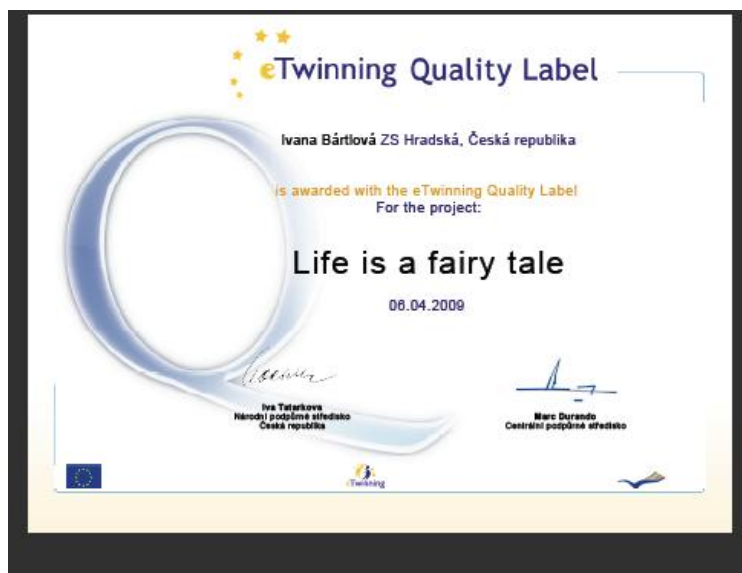 eTwinning Quality Label
Ivana Bártlová ZS Hradská, Česká republika
is awarded with the eTwinning Quality Label
For the project:
Life is a fairy tale
06.04.2009
Iva Tatarkova
Národní podpůrné středisko
Česká republika
Marc Durando
Centrální podpůrné středisko
eTwinning